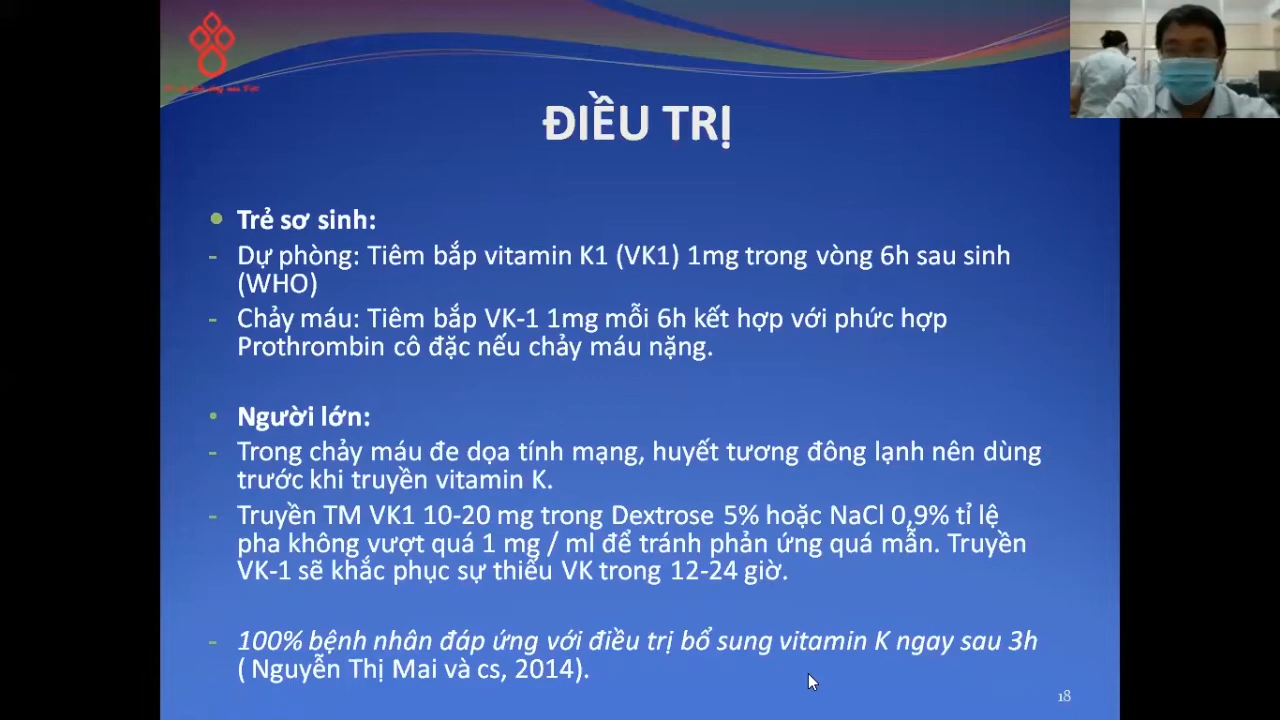 ĐIỀU TRỊ
Trẻ sơ sinh:
- Dự phòng: Tiêm bắp vitamin K1 (VK1) 1mg trong vòng 6h sau sinh
(WHO)
- Chảy máu: Tiêm bắp VK-1 1mg mỗi 6h kết hợp với phức hợp
Prothrombin cô đặc nếu chảy máu nặng.
Người lớn:
- Trong chảy máu đe dọa tính mạng, huyết tương đông lạnh nên dùng
trước khi truyền vitamin K.
- Truyền TM VK1 10-20 mg trong Dextrose 5% hoặc NaCl 0,9% tỉ lệ
pha không vượt quá 1 mg / ml để tránh phản ứng quá mẫn. Truyền
VK-1 sẽ khắc phục sự thiếu VK trong 12-24 giờ.
- 100% bệnh nhân đáp ứng với điều trị bổ sung vitamin K ngay sau 3h
( Nguyễn Thị Mai và cs, 2014).
18